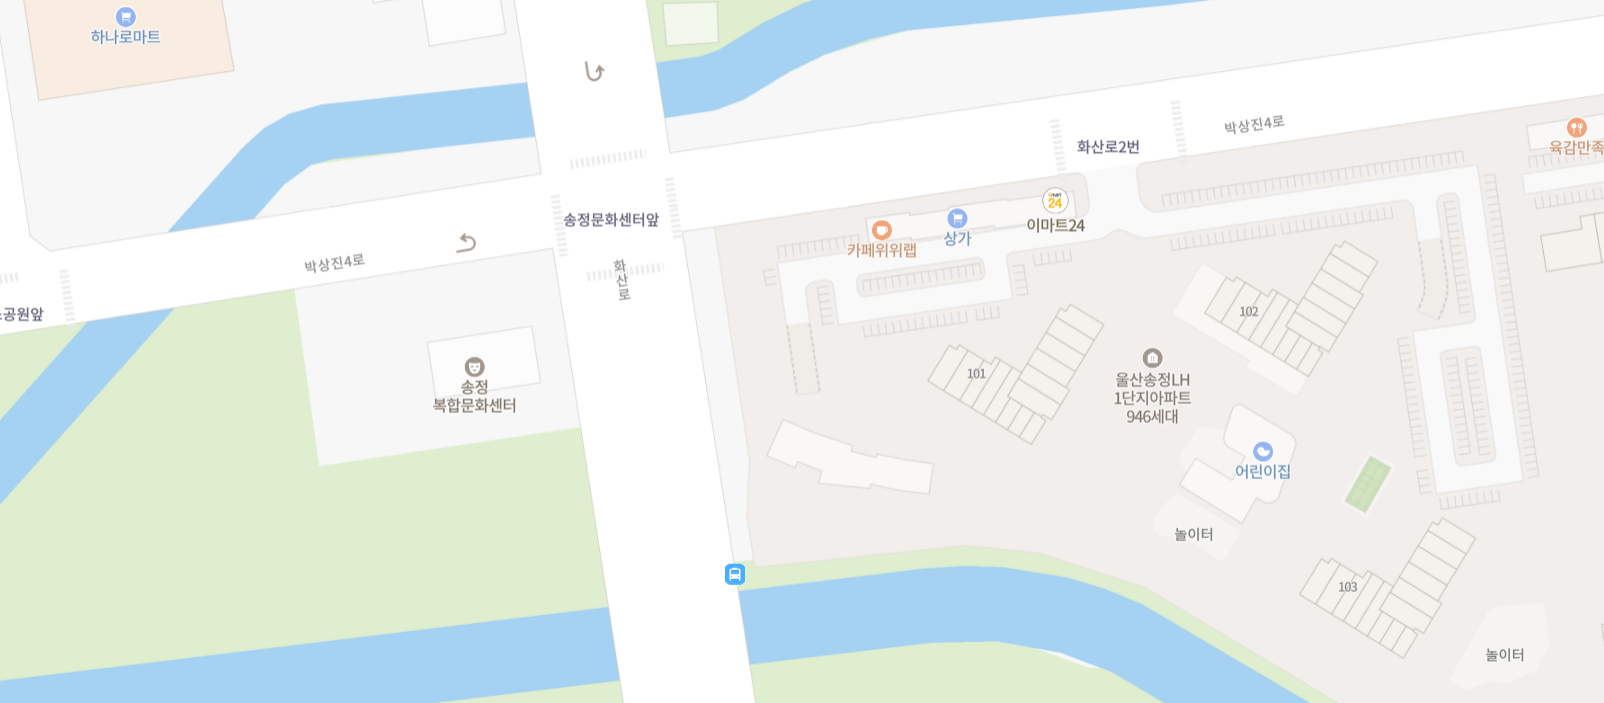 하나로마트
박상진4로
화산로2번
육감만족
송정문화센터앞
24
이마트24
상가
카페위위랩
박상진4로
화
산
로
공원앞
102
송정
복합문화센터
101
울산송정LH
1단지아파트
946세대
어린이집
놀이터
103
놀이터